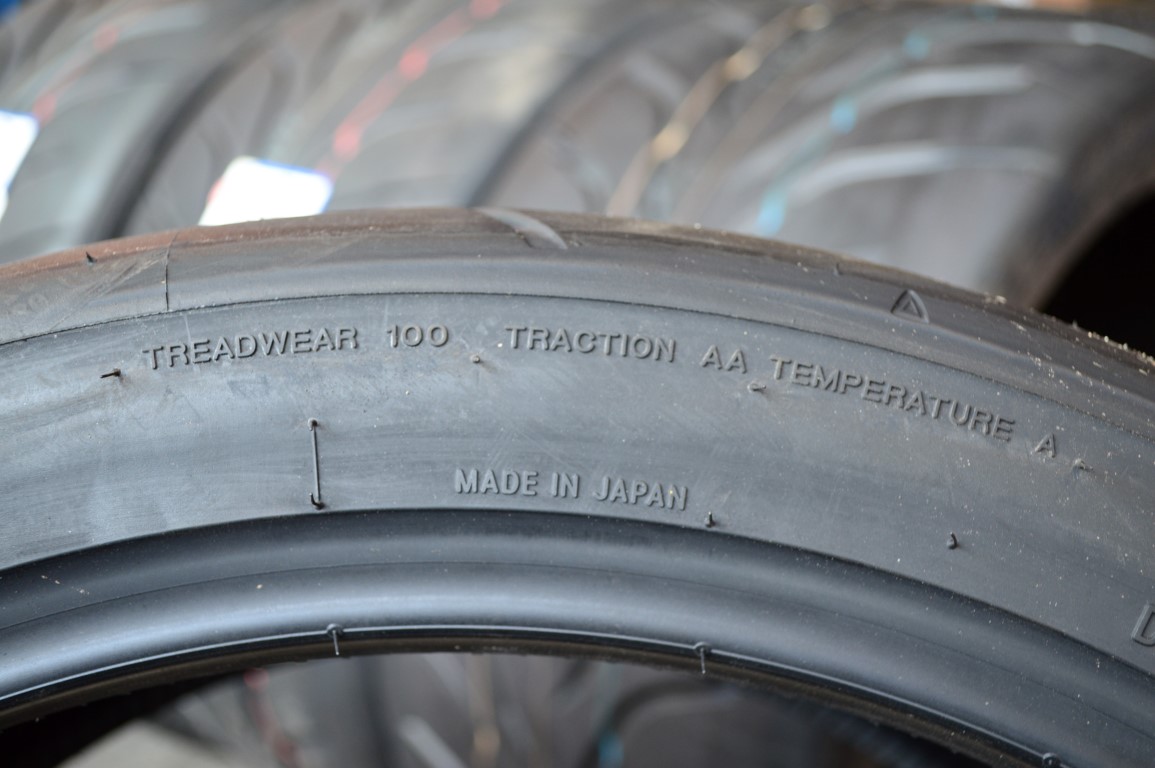 TREADWEAR 100 TRACTION AA TEMPERATURE A
MADE IN JAPAN